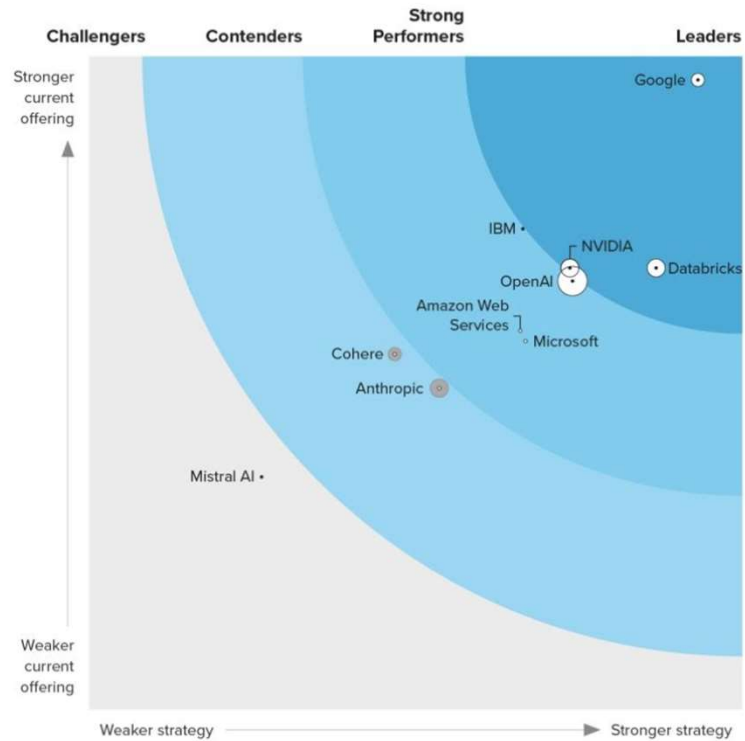 Challengers
Contenders
Strong
Performers
Leaders
Stronger
current
offering
Google
IBM
NVIDIA
OpenAI
Databricks
Amazon Web
Services
Microsoft
Cohere
Anthropic
Mistral AI
Weaker
current
offering
Weaker strategy
Stronger strategy